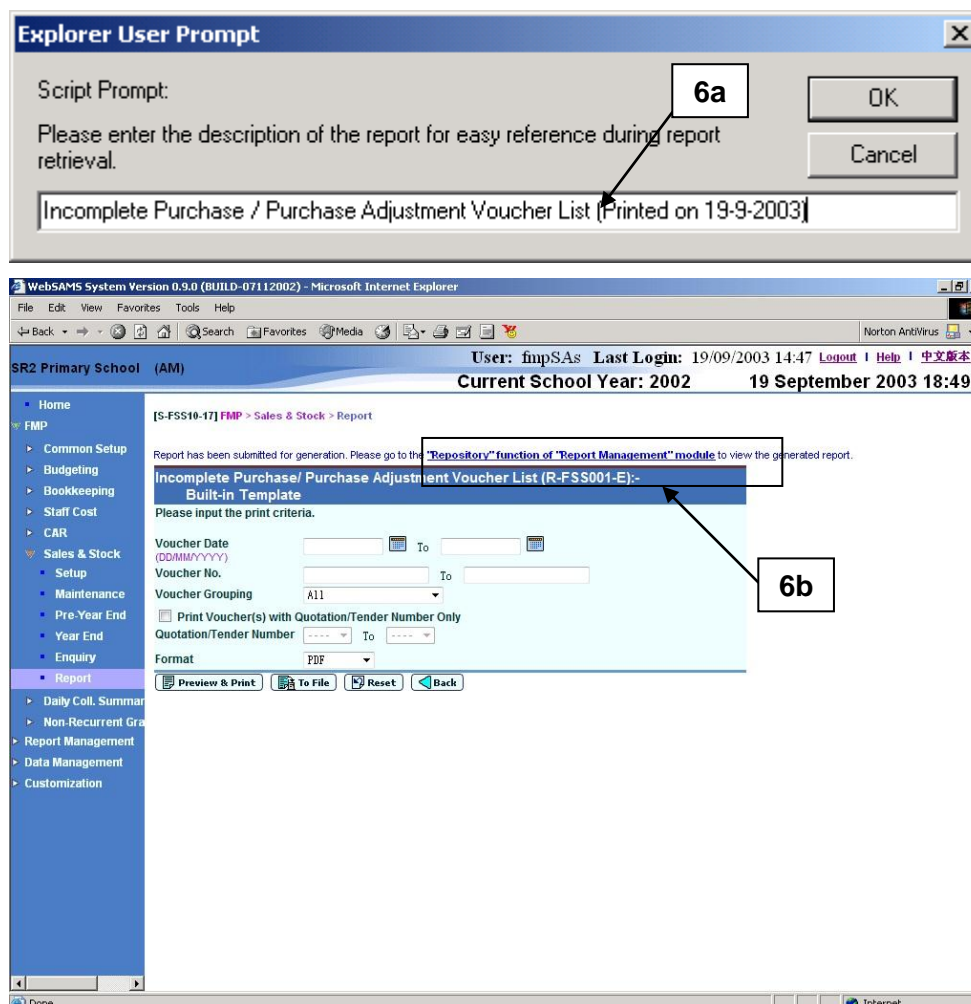 Explorer User Prompt
Script Prompt:
6a
OK
Please enter the description of the report for easy reference during report
retrieval.
Cancel
Incomplete Purchase / Purchase Adjustment Voucher List (Printed on 19-9-2003)
WebSAMS System Version 0.9.0 (BUILD-07112002) - Microsoft Internet Explorer
File Edit View Favorites Tools Help
Back Search Favorites Media Norton AntiVirus
SR2 Primary School (AM)
User: fmpSAs Last Login: 19/09/2003 14:47 Logout | Help | 中文版本
Current School Year: 2002 19 September 2003 18:49
Home
FMP
Common Setup
Budgeting
Bookkeeping
Staff Cost
CAR
Sales & Stock
Setup
Maintenance
Pre-Year End
Year End
Enquiry
Report
Daily Coll. Summar
Non-Recurrent Gra
Report Management
Data Management
Customization
[S-FSS10-17] FMP > Sales & Stock > Report
Report has been submitted for generation. Please go to the "Repository" function of "Report Management" module to view the generated report.
Incomplete Purchase/ Purchase Adjustment Voucher List (R-FSS001-E):-
Built-in Template
Please input the print criteria.
Voucher Date To
(DD/MM/YYYY)
Voucher No. To
Voucher Grouping All
Print Voucher(s) with Quotation/Tender Number Only
Quotation/Tender Number ---- To ----
Format PDF
Preview & Print To File Reset Back
6b
Done Internet